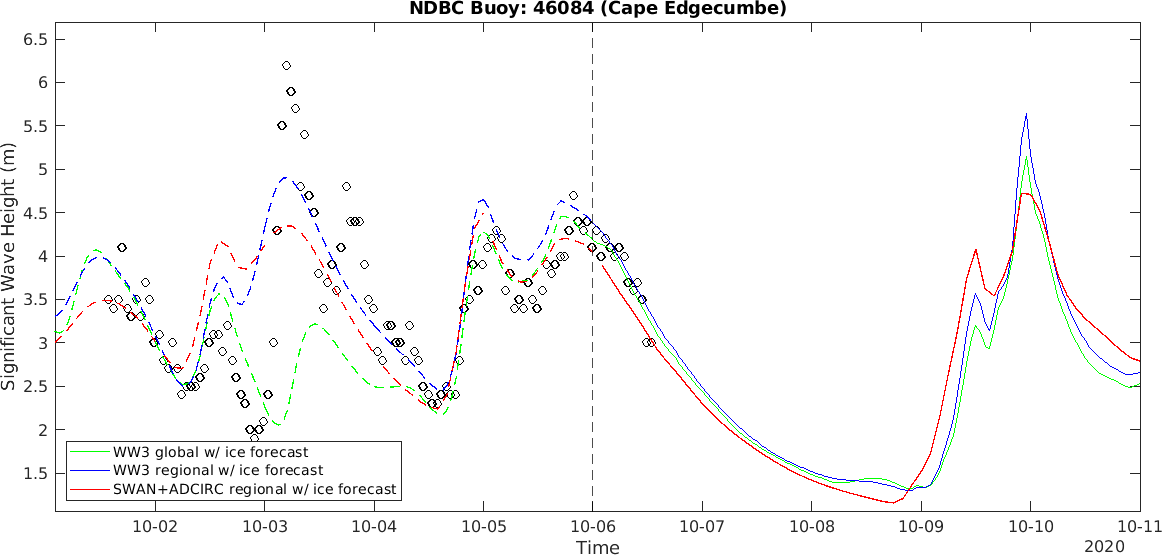 NDBC Buoy: 46084 (Cape Edgecumbe)
Significant Wave Height (m)
6.5
6
5.5
5
4.5
4
3.5
3
2.5
2
1.5
WW3 global w/ ice forecast
WW3 regional w/ ice forecast
SWAN+ADCIRC regional w/ ice forecast
10-02 10-03 10-04 10-05 10-06 10-07 10-08 10-09 10-10 10-11
Time
2020